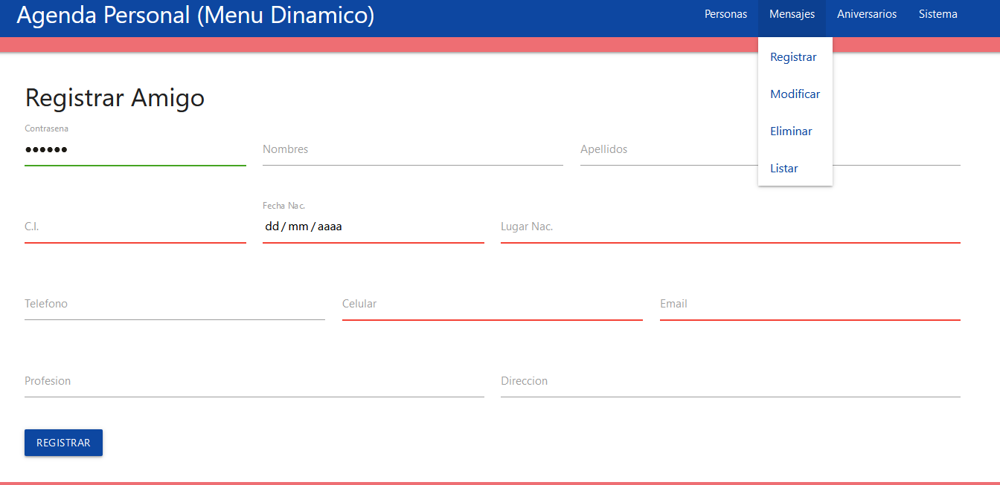 Agenda Personal (Menu Dinamico)
Personas Mensajes Aniversarios Sistema
Registrar
Modificar
Eliminar
Listar
Registrar Amigo
Contrasena
••••••
Nombres
Apellidos
C.I.
Fecha Nac.
dd/mm/aaaa
Lugar Nac.
Telefono
Celular
Email
Profesion
Direccion
REGISTRAR